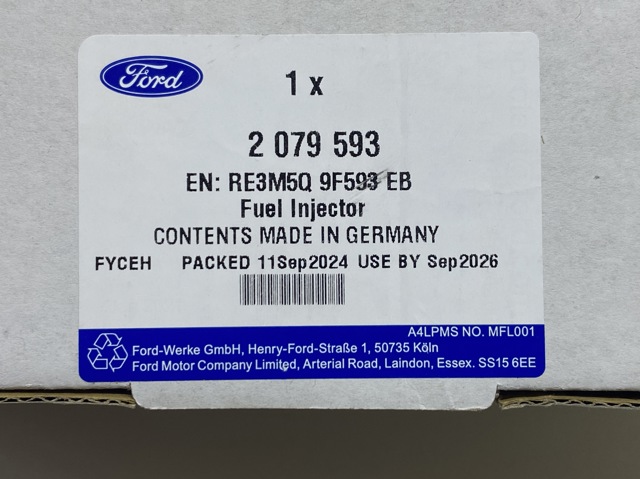 Ford
1 x
2 079 593
EN: RE3M5Q 9F593 EB
Fuel Injector
CONTENTS MADE IN GERMANY
FYCEH PACKED 11Sep2024 USE BY Sep2026
A4LPMS NO. MFL001
Ford-Werke GmbH, Henry-Ford-Straße 1, 50735 Köln
Ford Motor Company Limited, Arterial Road, Laindon, Essex. SS15 6EE